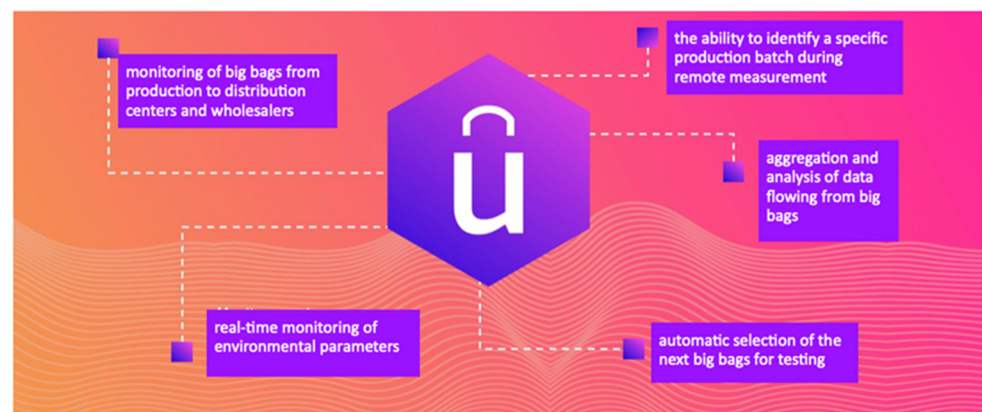 monitoring of big bags from
production to distribution
centers and wholesalers
the ability to identify a specific
production batch during
remote measurement
u
aggregation and
analysis of data
flowing from big
bags
real-time monitoring of
environmental parameters
automatic selection of the
next big bags for testing